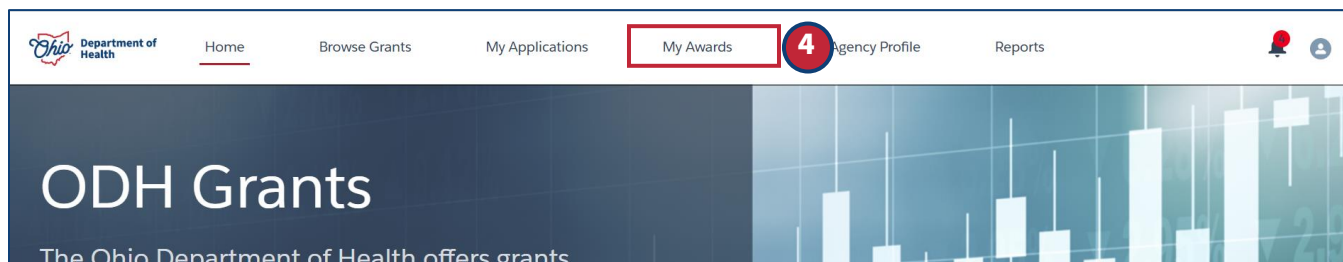 Ohio Department of Health
Home Browse Grants My Applications My Awards 4 Agency Profile Reports 4
ODH Grants
The Ohio Department of Health offers grants